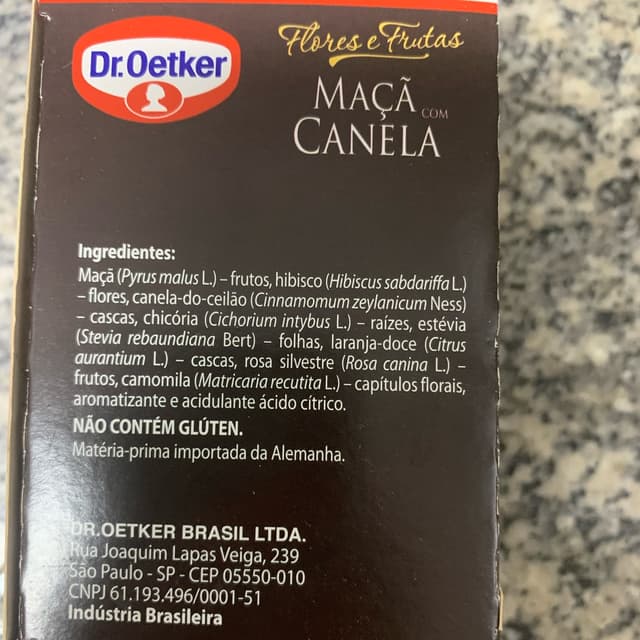 Dr.Oetker
Flores e Frutas
MAÇÃ COM
CANELA
Ingredientes:
Maçã (Pyrus malus L.) – frutos, hibisco (Hibiscus sabdariffa L.)
– flores, canela-do-ceilão (Cinnamomum zeylanicum Ness)
– cascas, chicória (Cichorium intybus L.) – raízes, estévia
(Stevia rebaundiana Bert) – folhas, laranja-doce (Citrus
aurantium L.) – cascas, rosa silvestre (Rosa canina L.) –
frutos, camomila (Matricaria recutita L.) – capítulos florais,
aromatizante e acidulante ácido cítrico.
NÃO CONTÉM GLÚTEN.
Matéria-prima importada da Alemanha.
DR.OETKER BRASIL LTDA.
Rua Joaquim Lapas Veiga, 239
São Paulo - SP - CEP 05550-010
CNPJ 61.193.496/0001-51
Indústria Brasileira